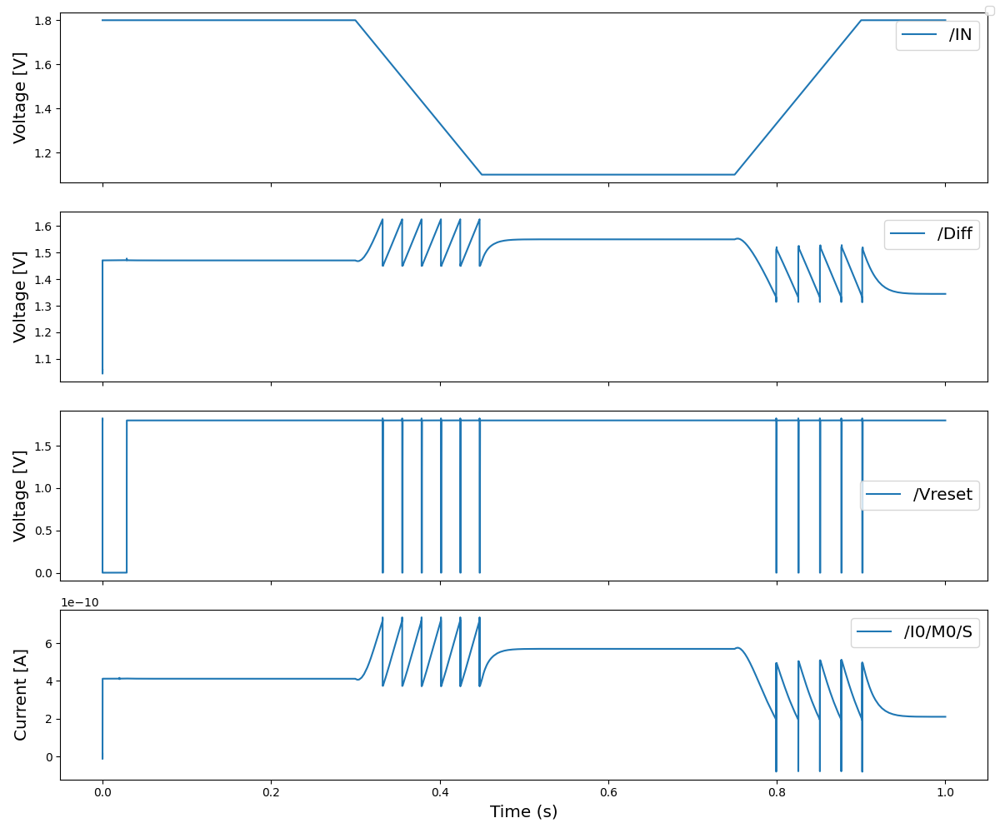 Voltage [V]
1.8
1.6
1.4
1.2
/IN
Voltage [V]
1.6
1.5
1.4
1.3
1.2
1.1
/Diff
Voltage [V]
1.5
1.0
0.5
0.0
/Vreset
1e−10
Current [A]
6
4
2
0
/I0/M0/S
0.0 0.2 0.4 0.6 0.8 1.0
Time (s)